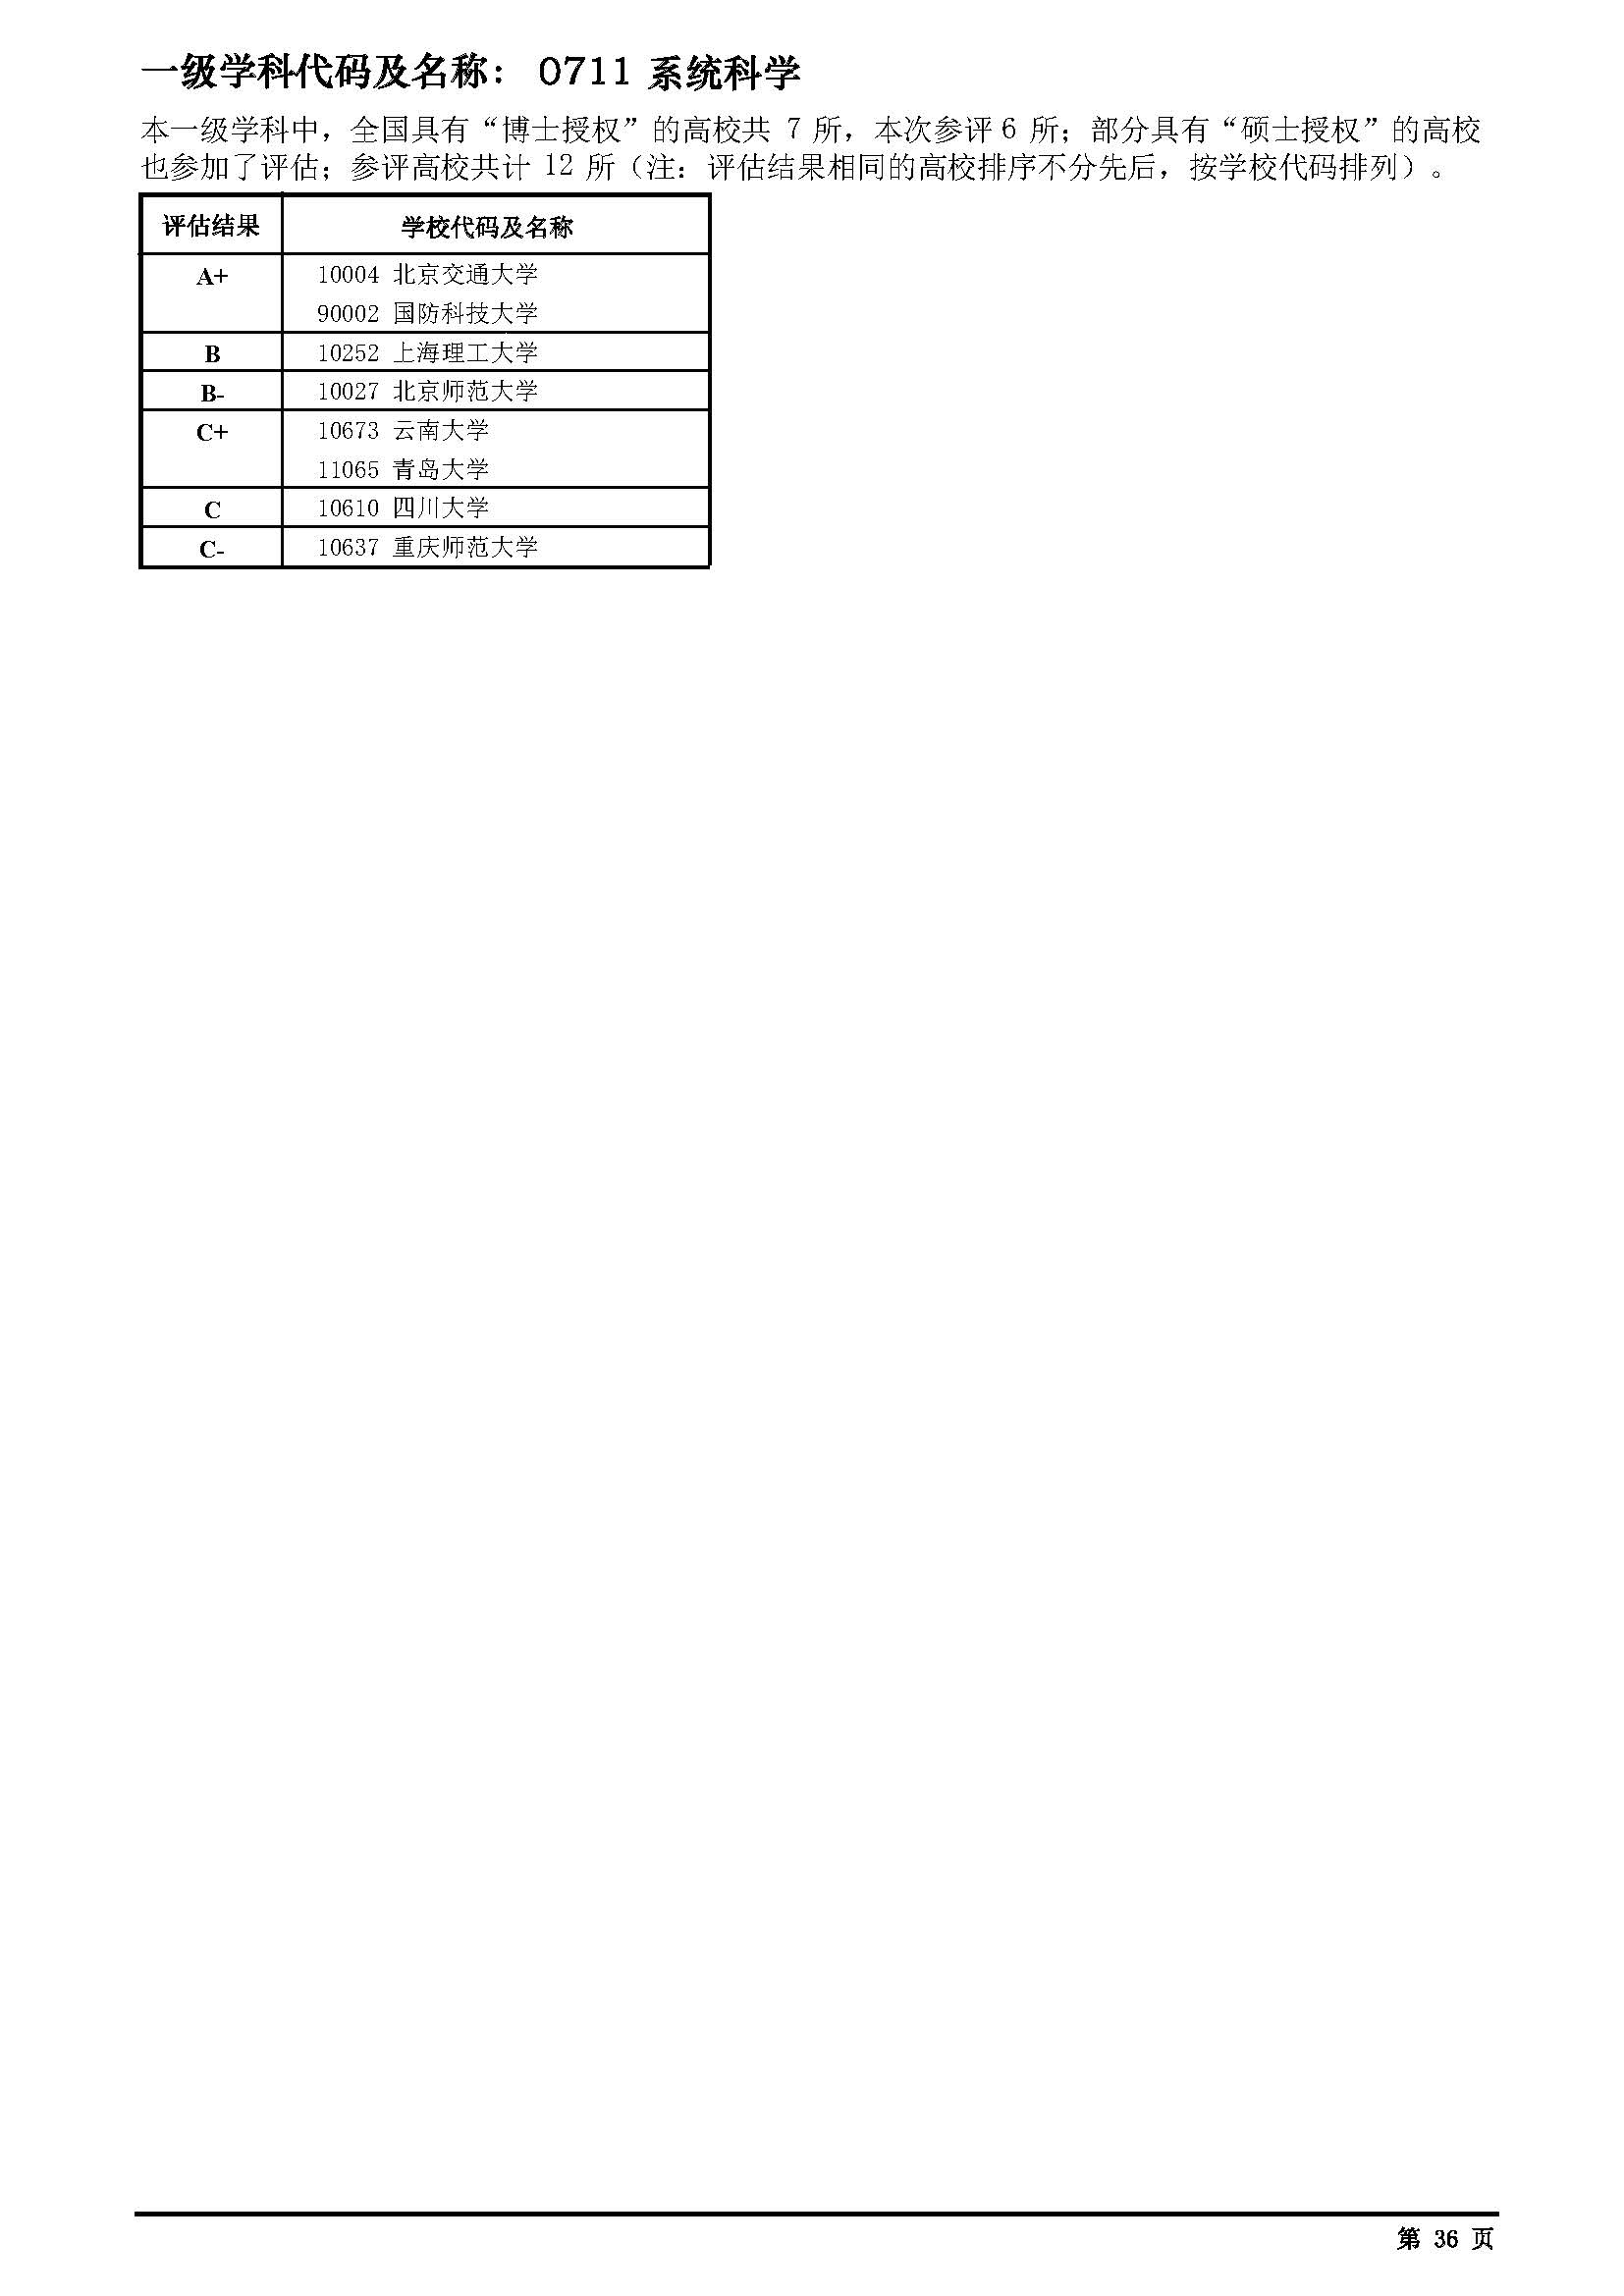 一级学科代码及名称： 0711 系统科学
本一级学科中，全国具有“博士授权”的高校共 7 所，本次参评 6 所；部分具有“硕士授权”的高校
也参加了评估；参评高校共计 12 所（注：评估结果相同的高校排序不分先后，按学校代码排列）。
评估结果 学校代码及名称
A+ 10004 北京交通大学
90002 国防科技大学
B 10252 上海理工大学
B- 10027 北京师范大学
C+ 10673 云南大学
11065 青岛大学
C 10610 四川大学
C- 10637 重庆师范大学
第 36 页